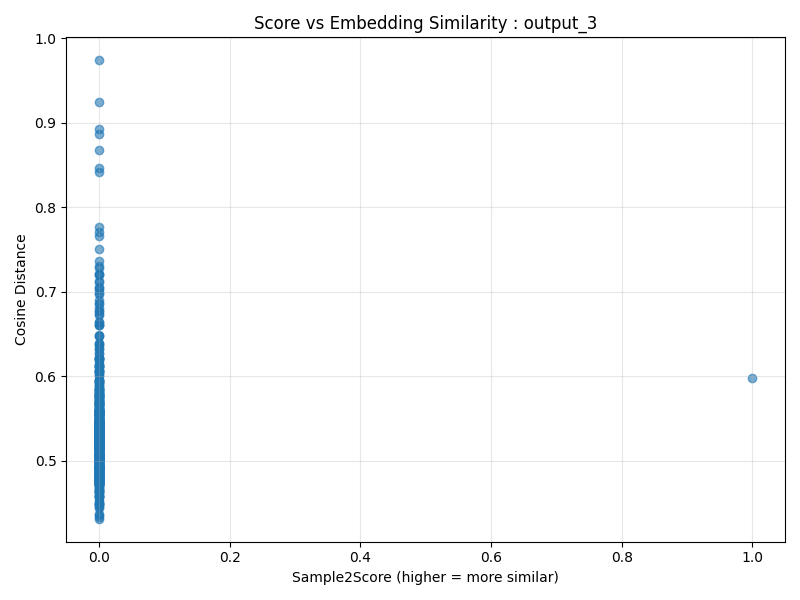 Score vs Embedding Similarity : output_3
1.0
0.9
0.8
0.7
0.6
0.5
Cosine Distance
0.0 0.2 0.4 0.6 0.8 1.0
Sample2Score (higher = more similar)